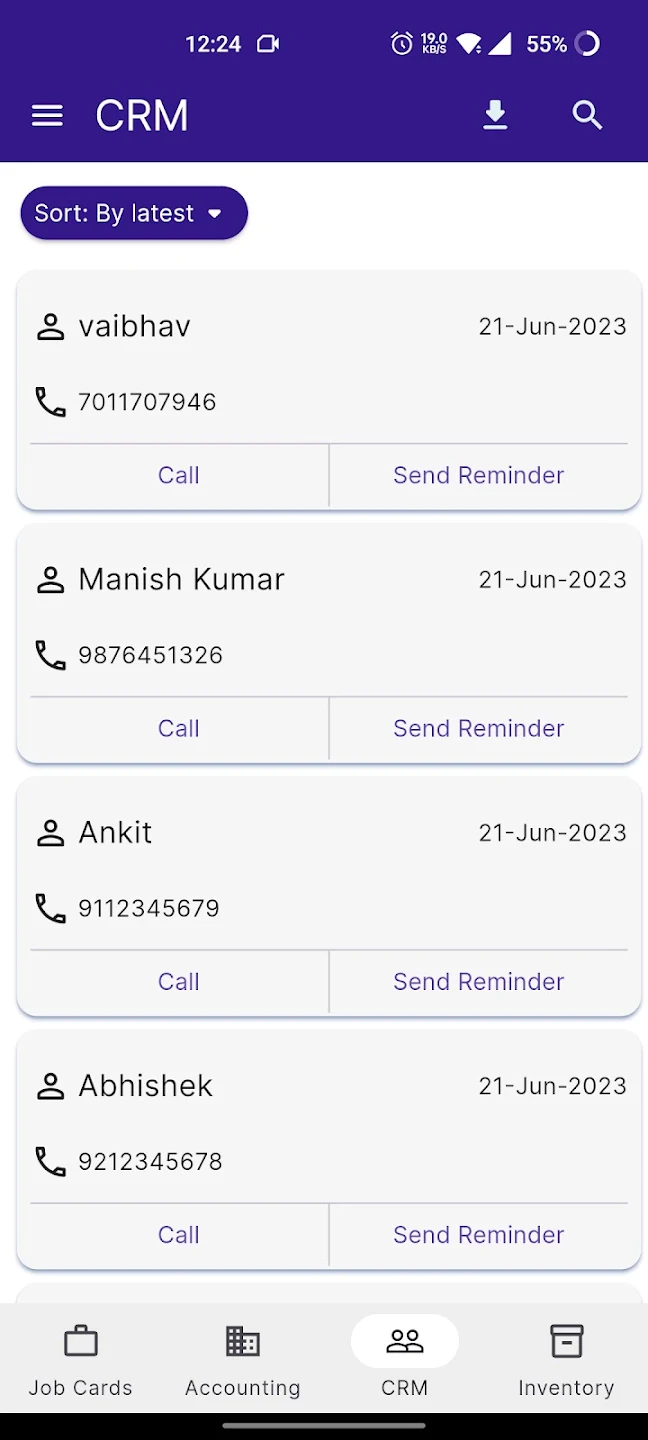 12:24 19.0 KB/S 55%
CRM
Sort: By latest
vaibhav 21-Jun-2023
7011707946
Call Send Reminder
Manish Kumar 21-Jun-2023
9876451326
Call Send Reminder
Ankit 21-Jun-2023
9112345679
Call Send Reminder
Abhishek 21-Jun-2023
9212345678
Call Send Reminder
Job Cards Accounting CRM Inventory